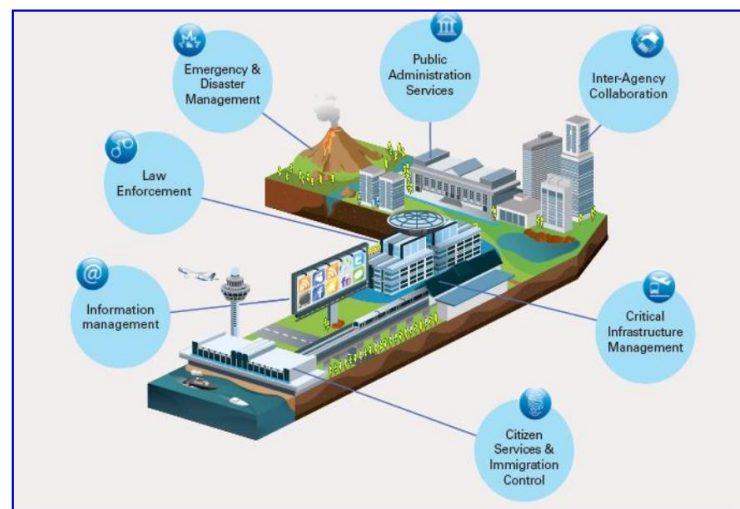 Emergency &
Disaster
Management
Public
Administration
Services
Inter-Agency
Collaboration
Law
Enforcement
@
Information
management
Critical
Infrastructure
Management
Citizen
Services &
Immigration
Control